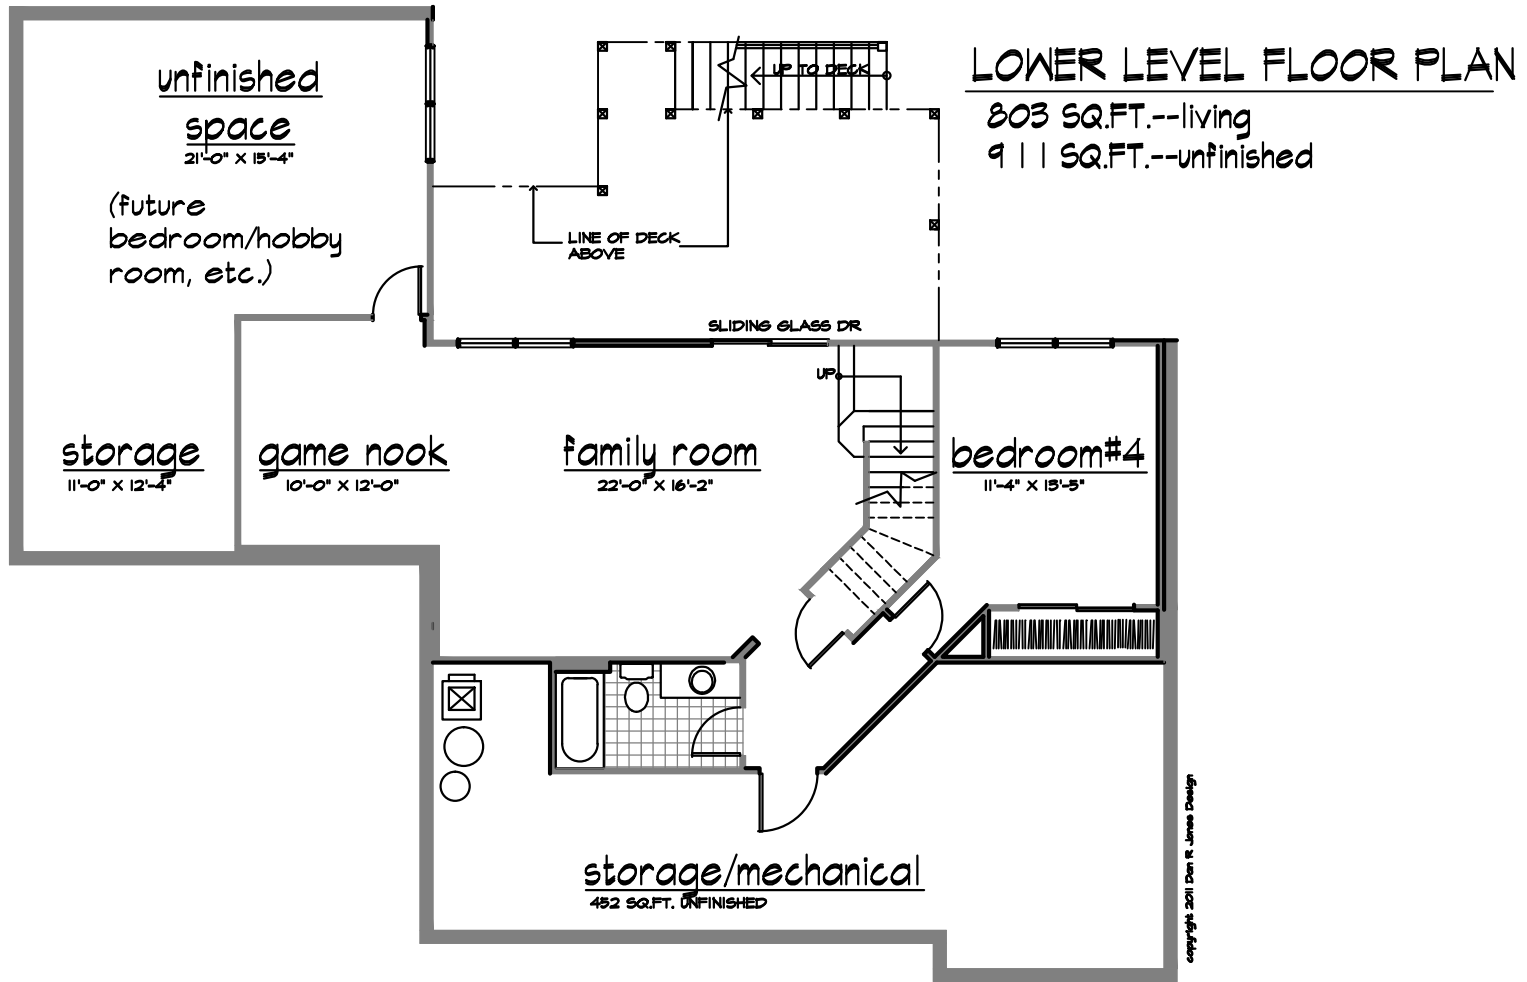 LOWER LEVEL FLOOR PLAN
803 SQ.FT.--living
911 SQ.FT.--unfinished
unfinished
space
21'-0" X 15'-4"
(future
bedroom/hobby
room, etc.)
UP TO DECK
LINE OF DECK
ABOVE
SLIDING GLASS DR
UP
storage
11'-0" X 12'-4"
game nook
10'-0" X 12'-0"
family room
22'-0" X 16'-2"
bedroom#4
11'-4" X 13'-5"
storage/mechanical
452 SQ.FT. UNFINISHED
copyright 2011 Dan R Jones Design